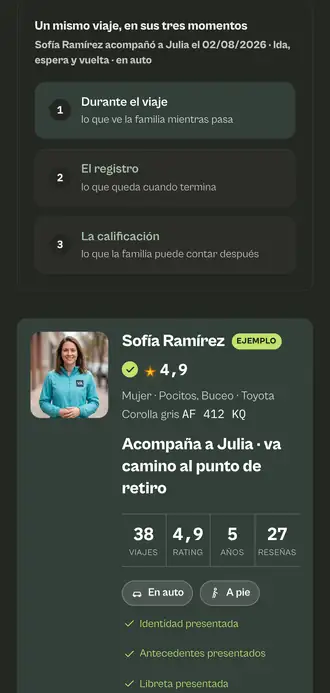 Un mismo viaje, en sus tres momentos
Sofía Ramírez acompañó a Julia el 02/08/2026 · Ida,
espera y vuelta · en auto
1
Durante el viaje
lo que ve la familia mientras pasa
2
El registro
lo que queda cuando termina
3
La calificación
lo que la familia puede contar después
Sofía Ramírez EJEMPLO
4,9
Mujer · Pocitos, Buceo · Toyota
Corolla gris AF 412 KQ
Acompaña a Julia · va
camino al punto de
retiro
38 4,9 5 27
VIAJES RATING AÑOS RESEÑAS
En auto A pie
Identidad presentada
Antecedentes presentados
Libreta presentada